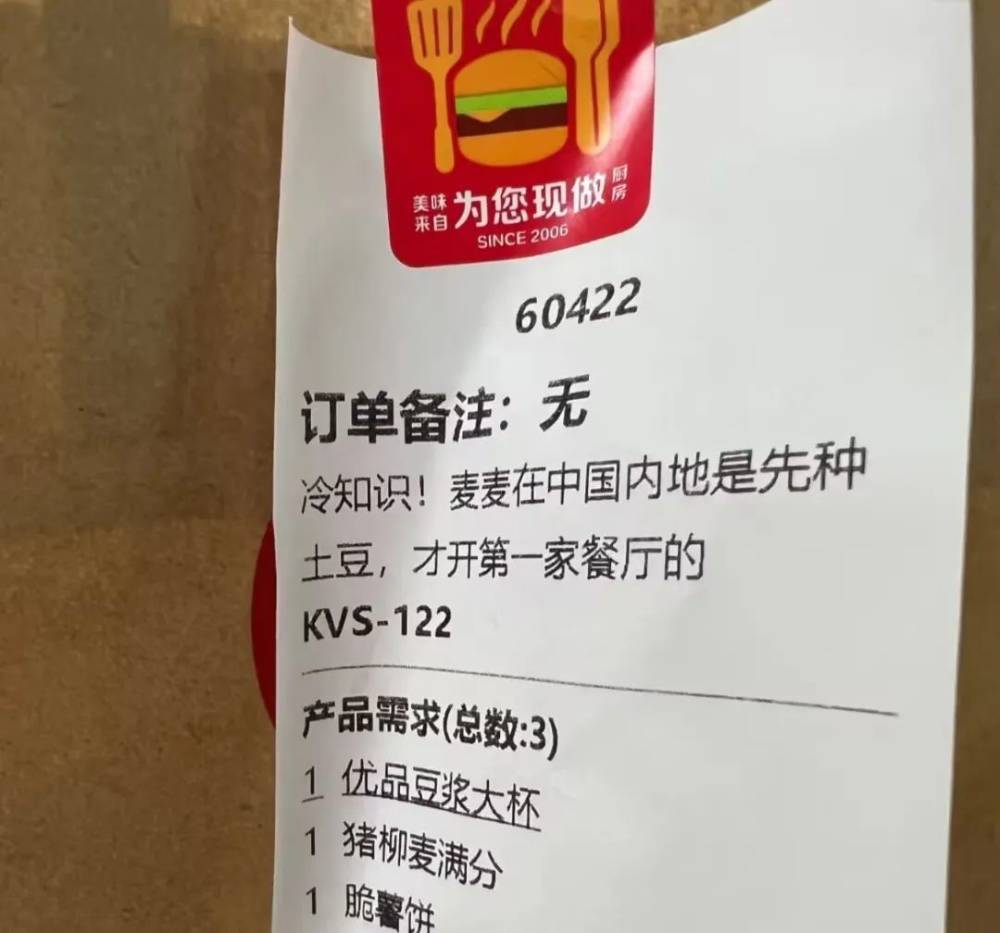 美味来自 为您现做 厨房
SINCE 2006
60422
订单备注：无
冷知识！麦麦在中国内地是先种
土豆，才开第一家餐厅的
KVS-122
产品需求(总数:3)
1 优品豆浆大杯
1 猪柳麦满分
1 脆薯饼